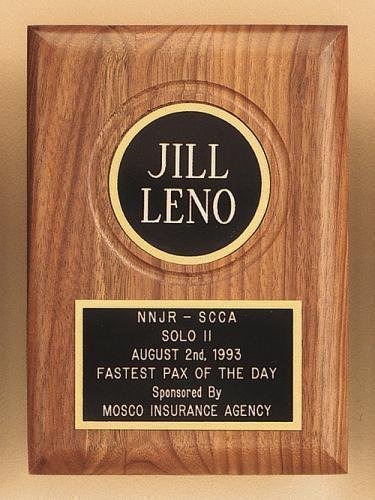 JILL
LENO
NNJR - SCCA
SOLO II
AUGUST 2nd, 1993
FASTEST PAX OF THE DAY
Sponsored By
MOSCO INSURANCE AGENCY